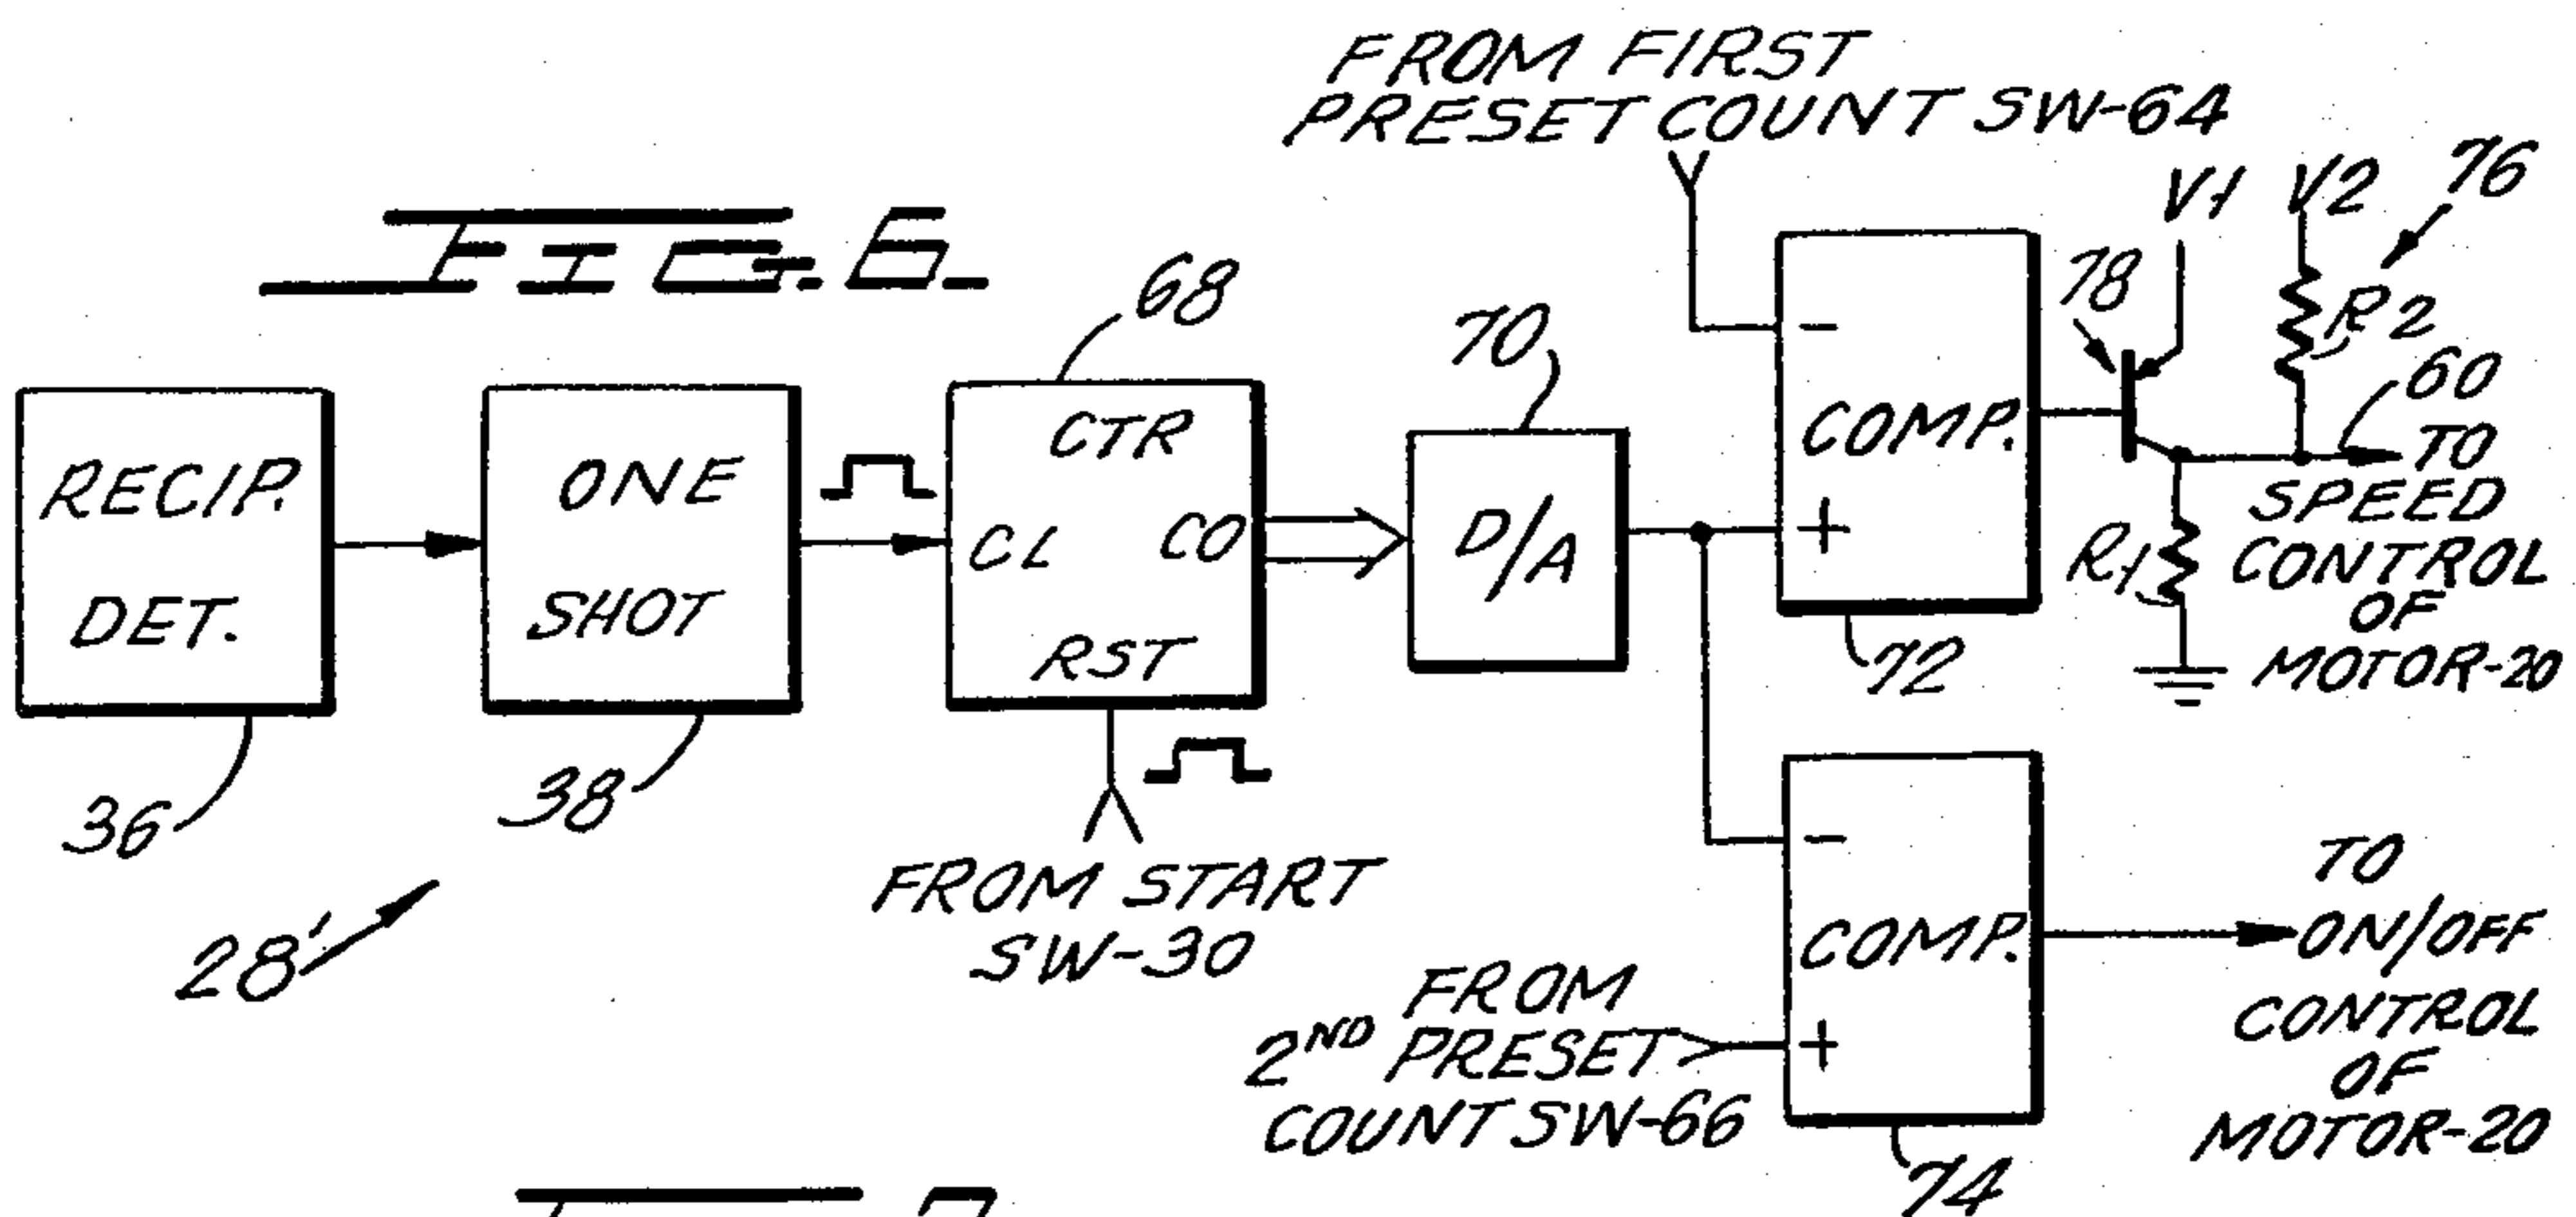 FROM FIRST
PRESET COUNT SW-64
FIG. 6.
V1 V2
76
78
R2
60
68
70
RECIP.
DET.
ONE
SHOT
CTR
CL CO
RST
D/A
-
COMP.
+
TO
SPEED
CONTROL
OF
MOTOR-20
R1
72
36
38
28'
FROM START
SW-30
-
COMP.
+
FROM
2ND PRESET
COUNT SW-66
TO
ON/OFF
CONTROL
OF
MOTOR-20
74